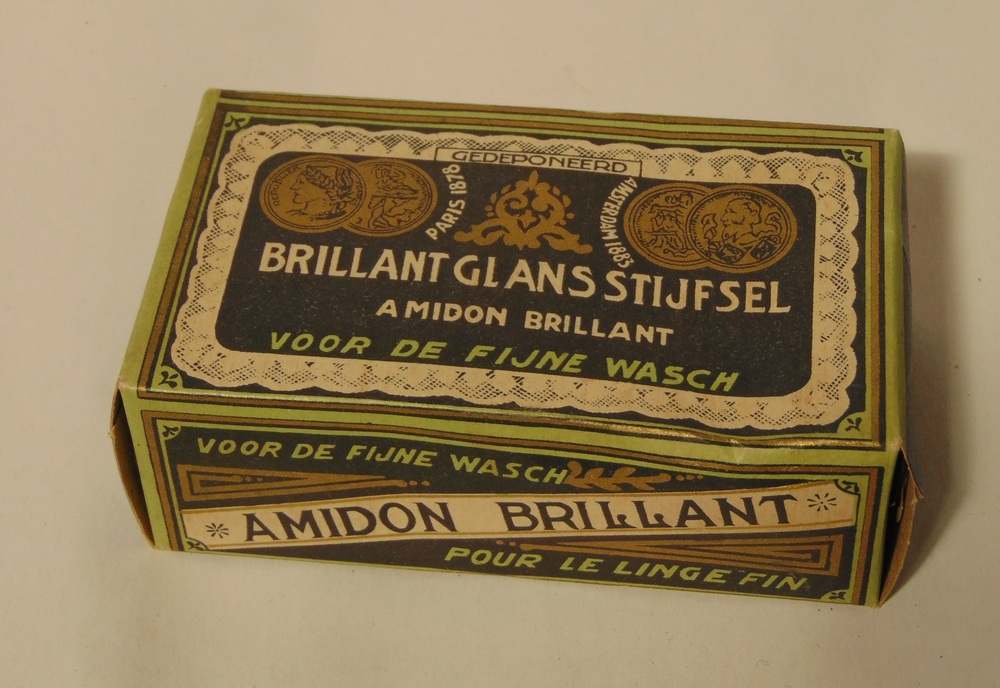 GEDEPONEERD
PARIS 1878
AMSTERDAM 1883
BRILLANT GLANS STIJFSEL
AMIDON BRILLANT
VOOR DE FIJNE WASCH
VOOR DE FIJNE WASCH
AMIDON BRILLANT
POUR LE LINGE FIN